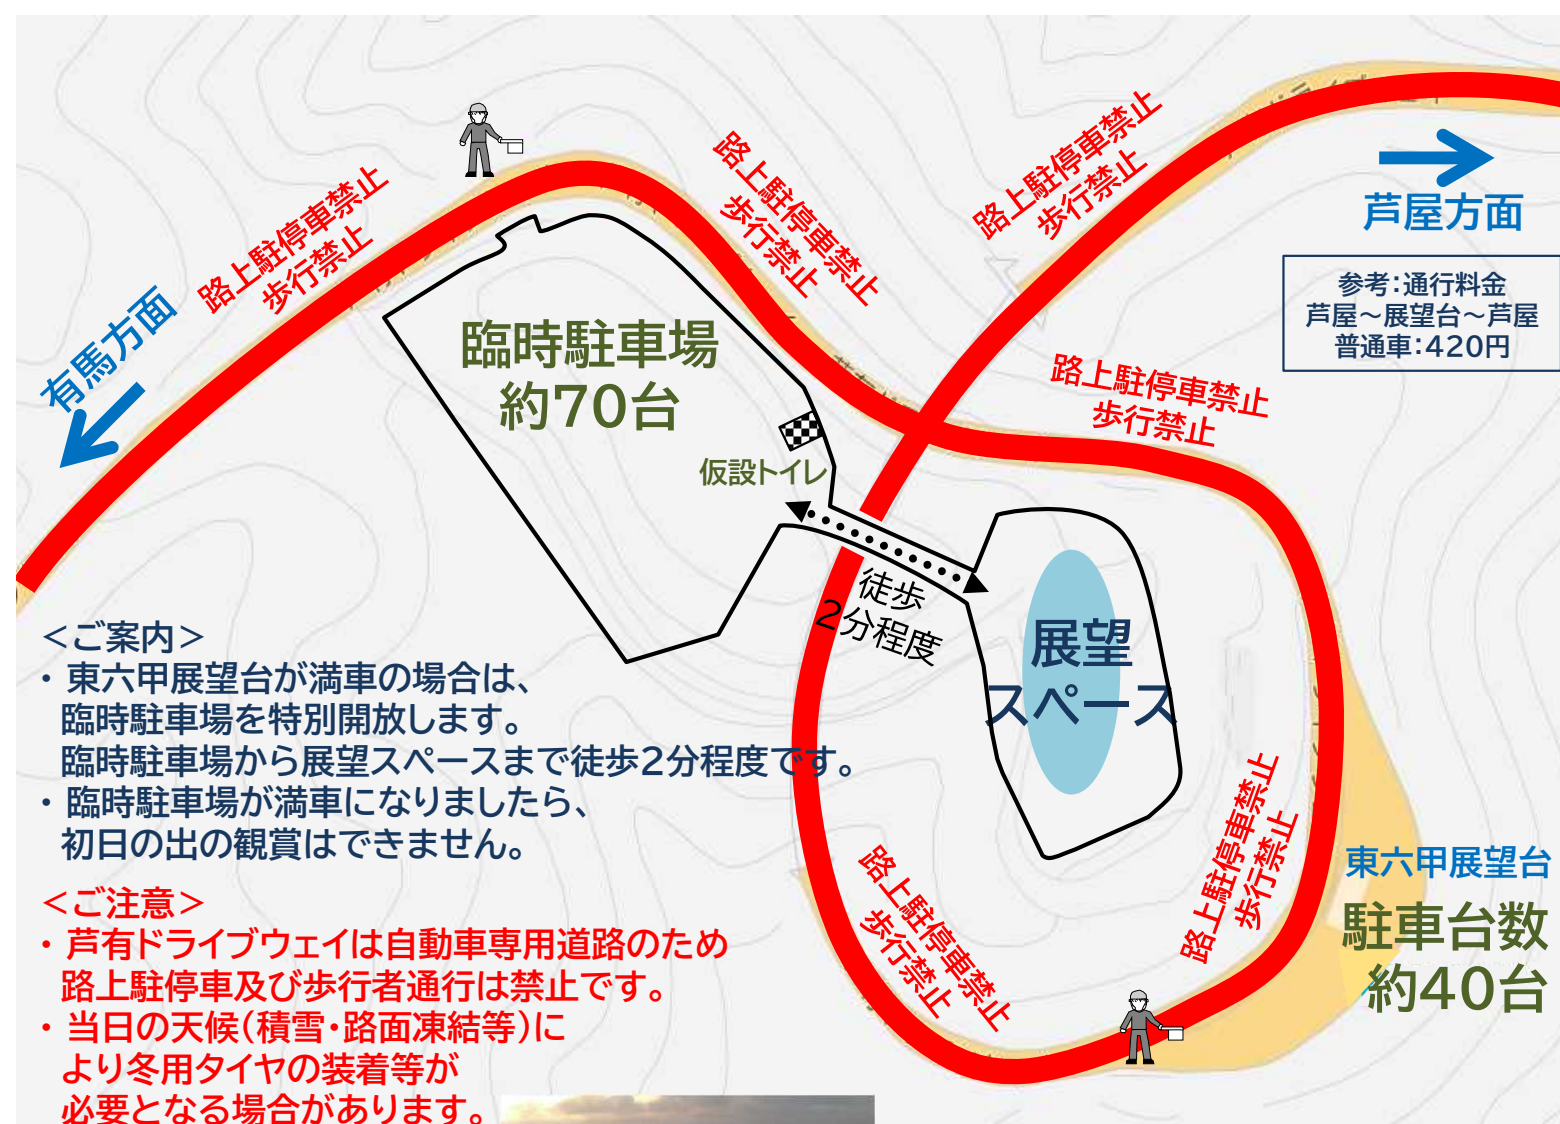 路上駐停車禁止
歩行禁止
路上駐停車禁止
歩行禁止
路上駐停車禁止
歩行禁止
芦屋方面
参考:通行料金
芦屋~展望台~芦屋
普通車:420円
有馬方面
臨時駐車場
約70台
仮設トイレ
路上駐停車禁止
歩行禁止
徒歩
2分程度
展望
スペース
<ご案内>
・東六甲展望台が満車の場合は、
臨時駐車場を特別開放します。
臨時駐車場から展望スペースまで徒歩2分程度です。
・臨時駐車場が満車になりましたら、
初日の出の観賞はできません。
路上駐停車禁止
歩行禁止
路上駐停車禁止
歩行禁止
東六甲展望台
駐車台数
約40台
<ご注意>
・芦有ドライブウェイは自動車専用道路のため
路上駐停車及び歩行者通行は禁止です。
・当日の天候(積雪・路面凍結等)に
より冬用タイヤの装着等が
必要となる場合があります。